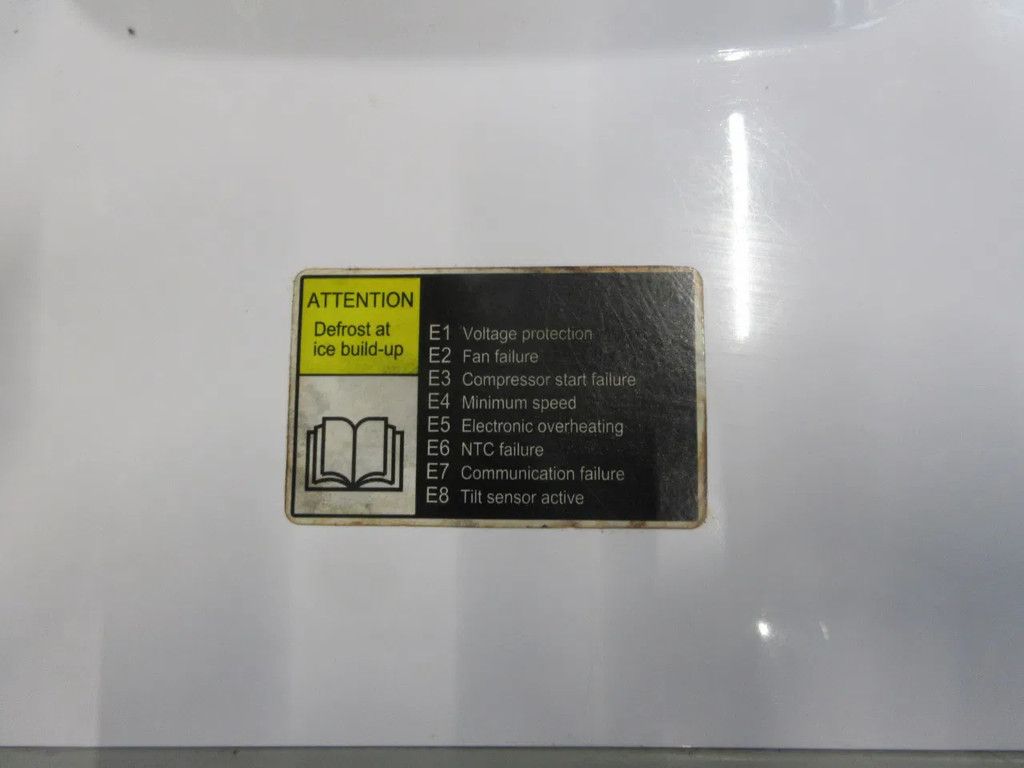 ATTENTION
Defrost at
ice build-up
E1 Voltage protection
E2 Fan failure
E3 Compressor start failure
E4 Minimum speed
E5 Electronic overheating
E6 NTC failure
E7 Communication failure
E8 Tilt sensor active